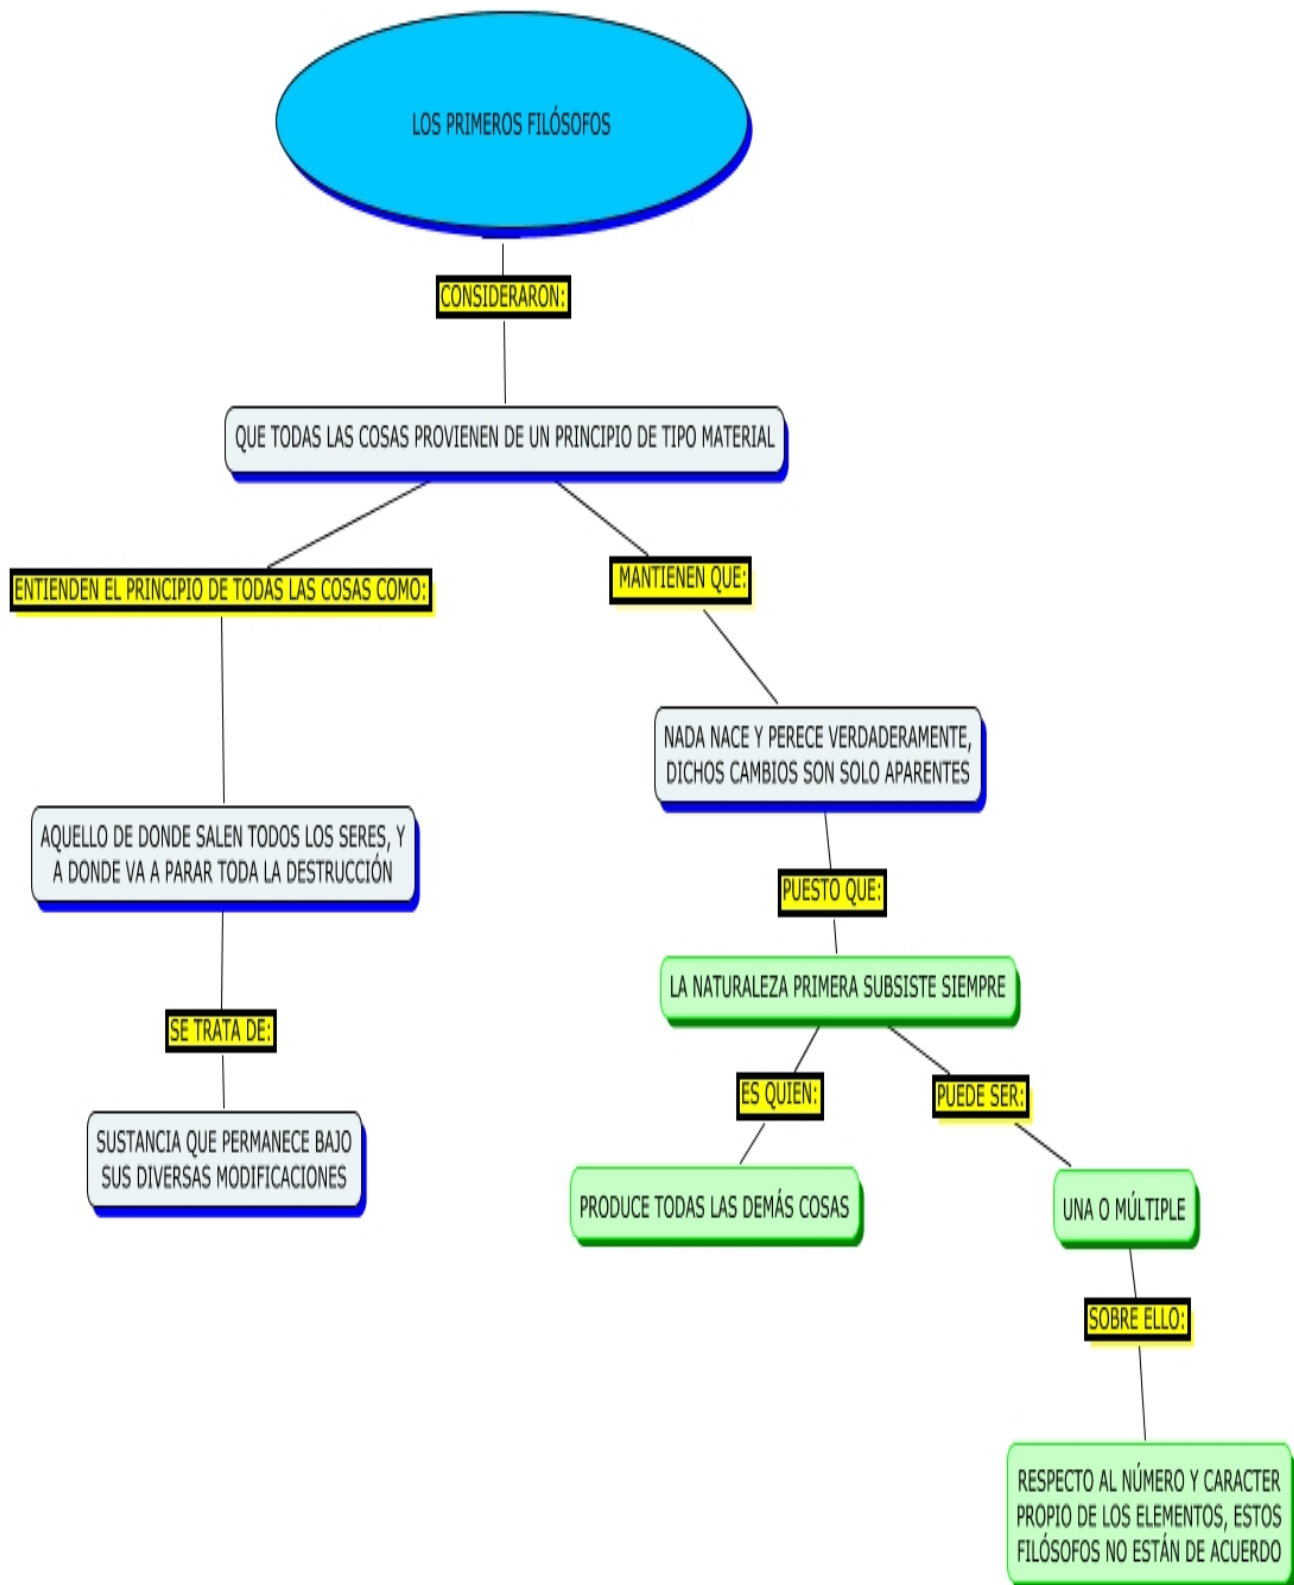 LOS PRIMEROS FILÓSOFOS
CONSIDERARON:
QUE TODAS LAS COSAS PROVIENEN DE UN PRINCIPIO DE TIPO MATERIAL
ENTIENDEN EL PRINCIPIO DE TODAS LAS COSAS COMO:
MANTIENEN QUE:
NADA NACE Y PERECE VERDADERAMENTE,
DICHOS CAMBIOS SON SOLO APARENTES
AQUELLO DE DONDE SALEN TODOS LOS SERES, Y
A DONDE VA A PARAR TODA LA DESTRUCCIÓN
PUESTO QUE:
LA NATURALEZA PRIMERA SUBSISTE SIEMPRE
SE TRATA DE:
ES QUIEN:
PUEDE SER:
SUSTANCIA QUE PERMANECE BAJO
SUS DIVERSAS MODIFICACIONES
PRODUCE TODAS LAS DEMÁS COSAS
UNA O MÚLTIPLE
SOBRE ELLO:
RESPECTO AL NÚMERO Y CARACTER
PROPIO DE LOS ELEMENTOS, ESTOS
FILÓSOFOS NO ESTÁN DE ACUERDO